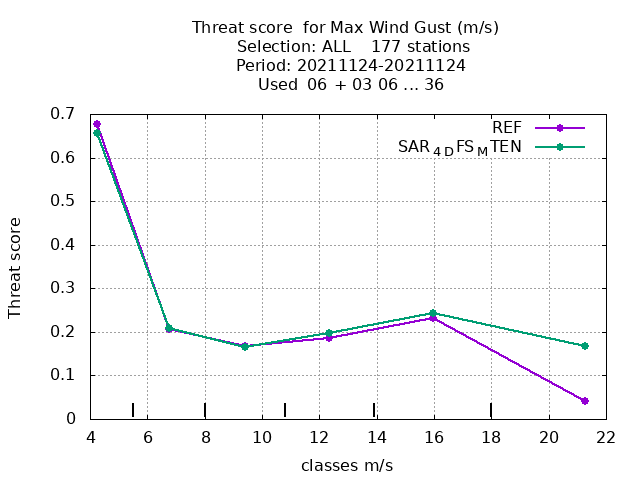 Threat score  for Max Wind Gust (m/s)
Selection: ALL    177 stations
Period: 20211124-20211124
Used  06 + 03 06 ... 36
0.7
0.6
0.5
0.4
0.3
0.2
0.1
0
Threat score
REF
SAR4DFSMTEN
4 6 8 10 12 14 16 18 20 22
classes m/s